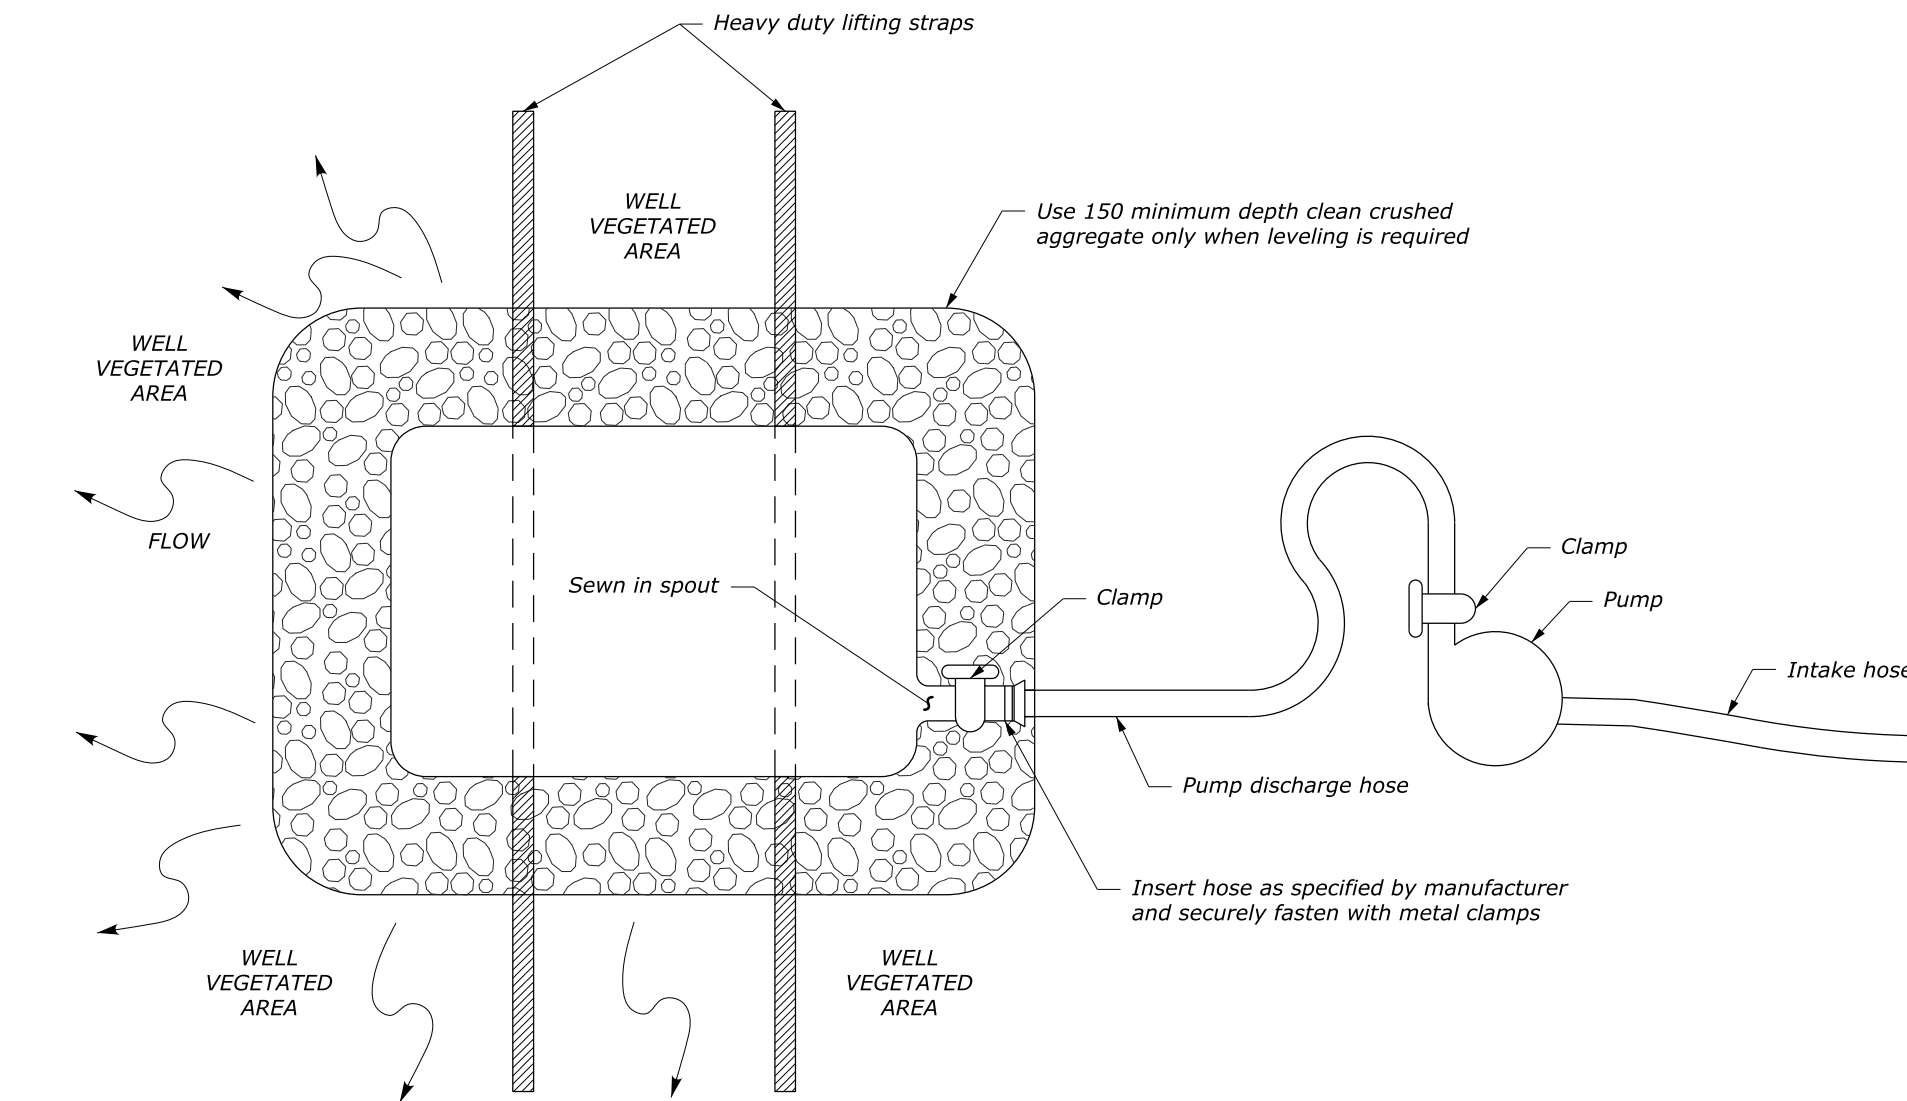 Heavy duty lifting straps
WELL
VEGETATED
AREA
Use 150 minimum depth clean crushed
aggregate only when leveling is required
WELL
VEGETATED
AREA
FLOW
Clamp
Sewn in spout
Clamp
Pump
Intake hose
Pump discharge hose
Insert hose as specified by manufacturer
and securely fasten with metal clamps
WELL
VEGETATED
AREA
WELL
VEGETATED
AREA